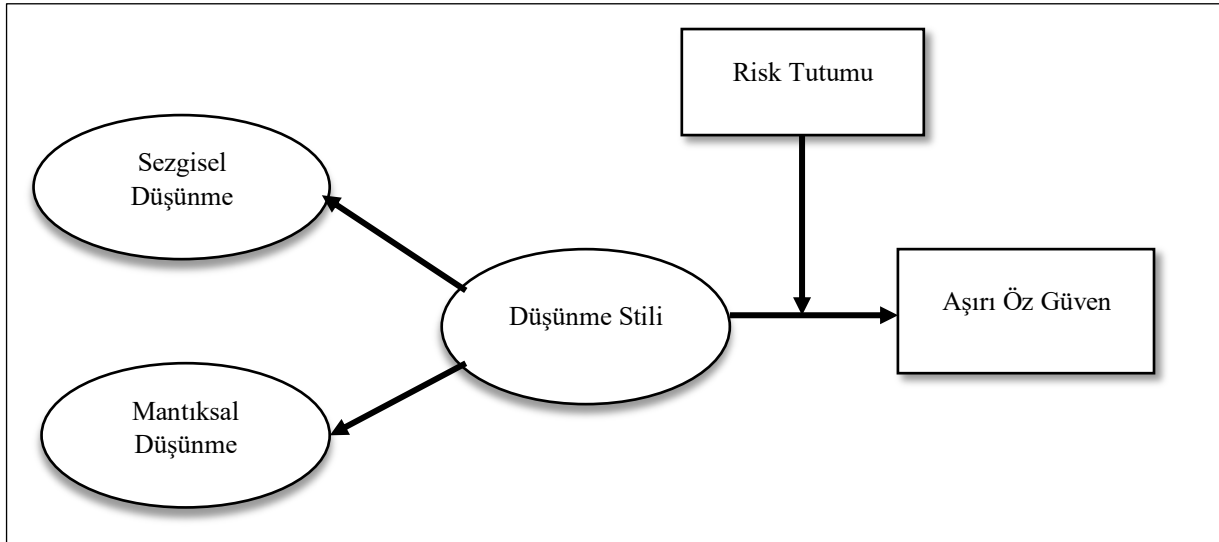 Risk Tutumu
Sezgisel
Düşünme
Düşünme Stili
Aşırı Öz Güven
Mantıksal
Düşünme